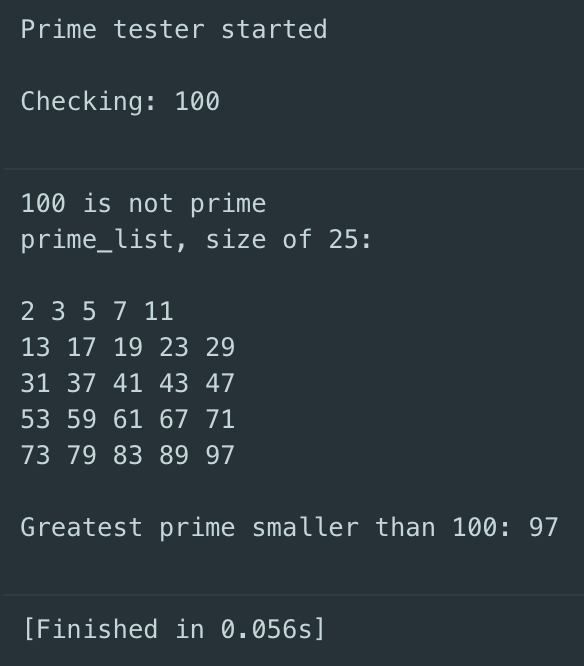 Prime tester started
Checking: 100
100 is not prime
prime_list, size of 25:
2 3 5 7 11
13 17 19 23 29
31 37 41 43 47
53 59 61 67 71
73 79 83 89 97
Greatest prime smaller than 100: 97
[Finished in 0.056s]